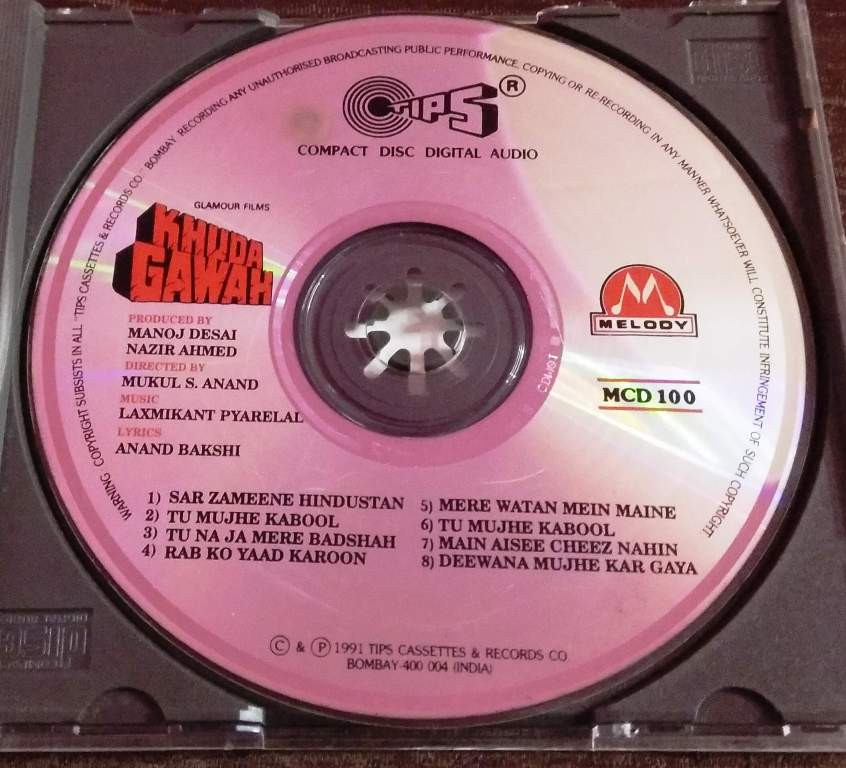 WARNING COPYRIGHT SUBSISTS IN ALL "TIPS CASSETTES & RECORDS CO" BOMBAY RECORDING ANY UNAUTHORISED BROADCASTING PUBLIC PERFORMANCE, COPYING OR RE-RECORDING IN ANY MANNER WHATSOEVER WILL CONSTITUTE INFRINGEMENT OF SUCH COPYRIGHT
TIPS ®
COMPACT DISC DIGITAL AUDIO
GLAMOUR FILMS
KHUDA
GAWAH
PRODUCED BY
MANOJ DESAI
NAZIR AHMED
DIRECTED BY
MUKUL S. ANAND
MUSIC
LAXMIKANT PYARELAL
LYRICS
ANAND BAKSHI
M
MELODY
MCD 100
1) SAR ZAMEENE HINDUSTAN
2) TU MUJHE KABOOL
3) TU NA JA MERE BADSHAH
4) RAB KO YAAD KAROON
5) MERE WATAN MEIN MAINE
6) TU MUJHE KABOOL
7) MAIN AISEE CHEEZ NAHIN
8) DEEWANA MUJHE KAR GAYA
© & ℗ 1991 TIPS CASSETTES & RECORDS CO
BOMBAY-400 004 (INDIA)